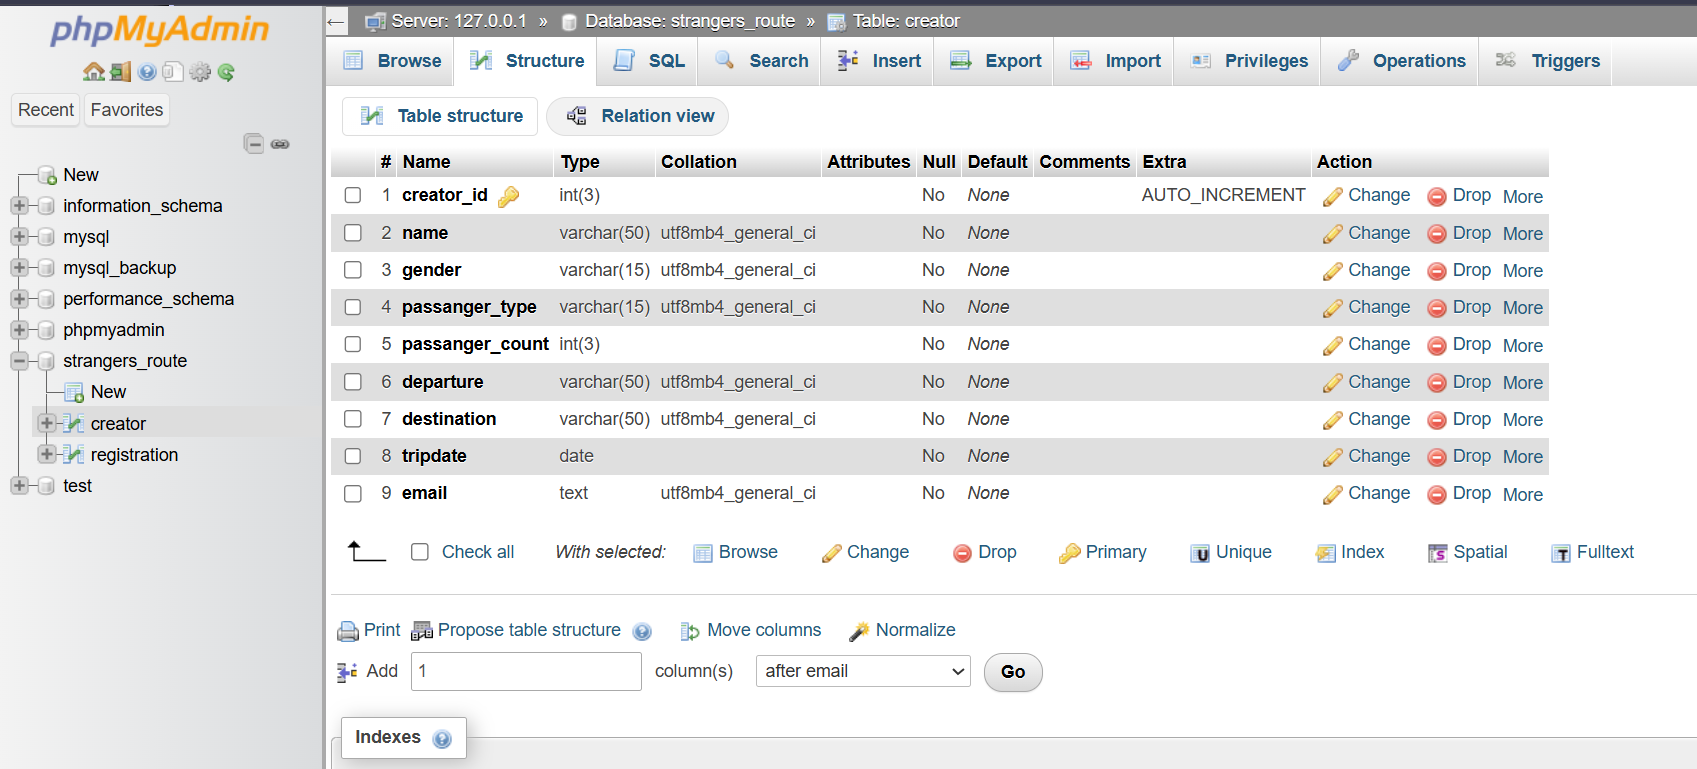 phpMyAdmin
Recent Favorites
New
information_schema
mysql
mysql_backup
performance_schema
phpmyadmin
strangers_route
New
creator
registration
test
Server: 127.0.0.1 » Database: strangers_route » Table: creator
Browse Structure SQL Search Insert Export Import Privileges Operations Triggers
Table structure Relation view
# Name Type Collation Attributes Null Default Comments Extra Action
1 creator_id int(3) No None AUTO_INCREMENT Change Drop More
2 name varchar(50) utf8mb4_general_ci No None Change Drop More
3 gender varchar(15) utf8mb4_general_ci No None Change Drop More
4 passanger_type varchar(15) utf8mb4_general_ci No None Change Drop More
5 passanger_count int(3) No None Change Drop More
6 departure varchar(50) utf8mb4_general_ci No None Change Drop More
7 destination varchar(50) utf8mb4_general_ci No None Change Drop More
8 tripdate date No None Change Drop More
9 email text utf8mb4_general_ci No None Change Drop More
Check all With selected: Browse Change Drop Primary Unique Index Spatial Fulltext
Print Propose table structure Move columns Normalize
Add 1 column(s) after email Go
Indexes